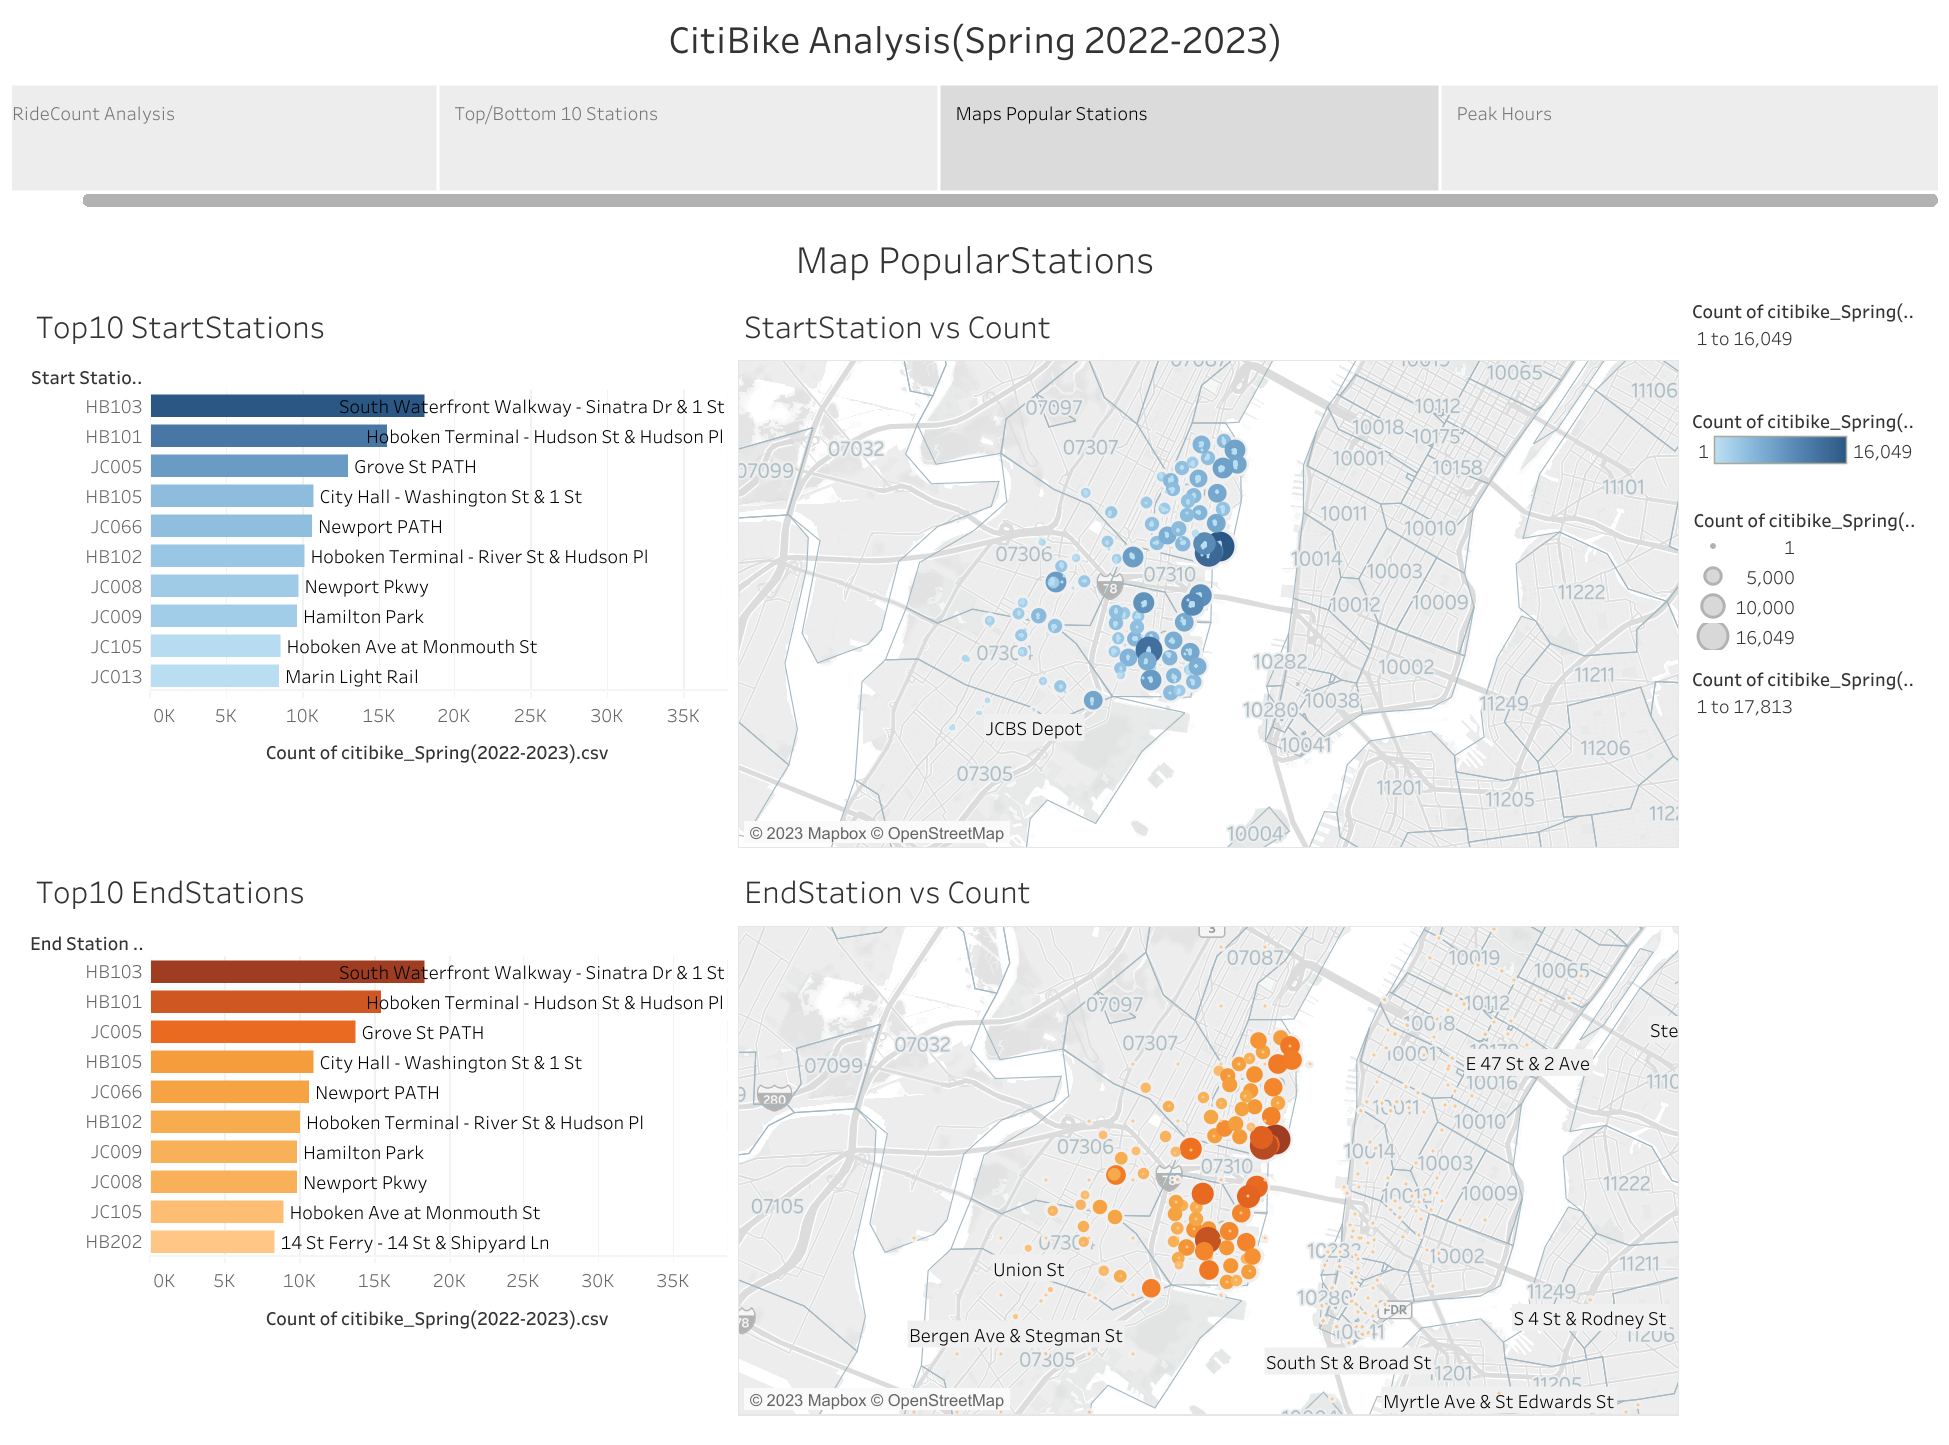 CitiBike Analysis(Spring 2022-2023)
RideCount Analysis
Top/Bottom 10 Stations
Maps Popular Stations
Peak Hours
Map PopularStations
Top10 StartStations
Start Statio..
HB103 South Waterfront Walkway - Sinatra Dr & 1 St
HB101 Hoboken Terminal - Hudson St & Hudson Pl
JC005 Grove St PATH
HB105 City Hall - Washington St & 1 St
JC066 Newport PATH
HB102 Hoboken Terminal - River St & Hudson Pl
JC008 Newport Pkwy
JC009 Hamilton Park
JC105 Hoboken Ave at Monmouth St
JC013 Marin Light Rail
0K 5K 10K 15K 20K 25K 30K 35K
Count of citibike_Spring(2022-2023).csv
StartStation vs Count
07087
10019
10065
11106
07097
10112
07307
10018
10175
07032
10001
10158
07099
11101
10011
10010
07306
10014
07310
10003
78
11222
10012
10009
07304
10282
10002
11211
10280
10038
11249
JCBS Depot
10041
11206
07305
11201
11205
10004
© 2023 Mapbox © OpenStreetMap
Count of citibike_Spring(..
1 to 16,049
Count of citibike_Spring(..
1 16,049
Count of citibike_Spring(..
1
5,000
10,000
16,049
Count of citibike_Spring(..
1 to 17,813
Top10 EndStations
End Station ..
HB103 South Waterfront Walkway - Sinatra Dr & 1 St
HB101 Hoboken Terminal - Hudson St & Hudson Pl
JC005 Grove St PATH
HB105 City Hall - Washington St & 1 St
JC066 Newport PATH
HB102 Hoboken Terminal - River St & Hudson Pl
JC009 Hamilton Park
JC008 Newport Pkwy
JC105 Hoboken Ave at Monmouth St
HB202 14 St Ferry - 14 St & Shipyard Ln
0K 5K 10K 15K 20K 25K 30K 35K
Count of citibike_Spring(2022-2023).csv
EndStation vs Count
3
07087
10019
10065
07097
10112
10018
Ste
07032
07307
10001
E 47 St & 2 Ave
07099
10016
280
10011
10010
07306
10014
10003
07310
78
11222
10012
10009
07105
07304
10002
Union St
10280
11249
FDR
S 4 St & Rodney St
Bergen Ave & Stegman St
10041
11206
07305
South St & Broad St
11201
11205
Myrtle Ave & St Edwards St
© 2023 Mapbox © OpenStreetMap